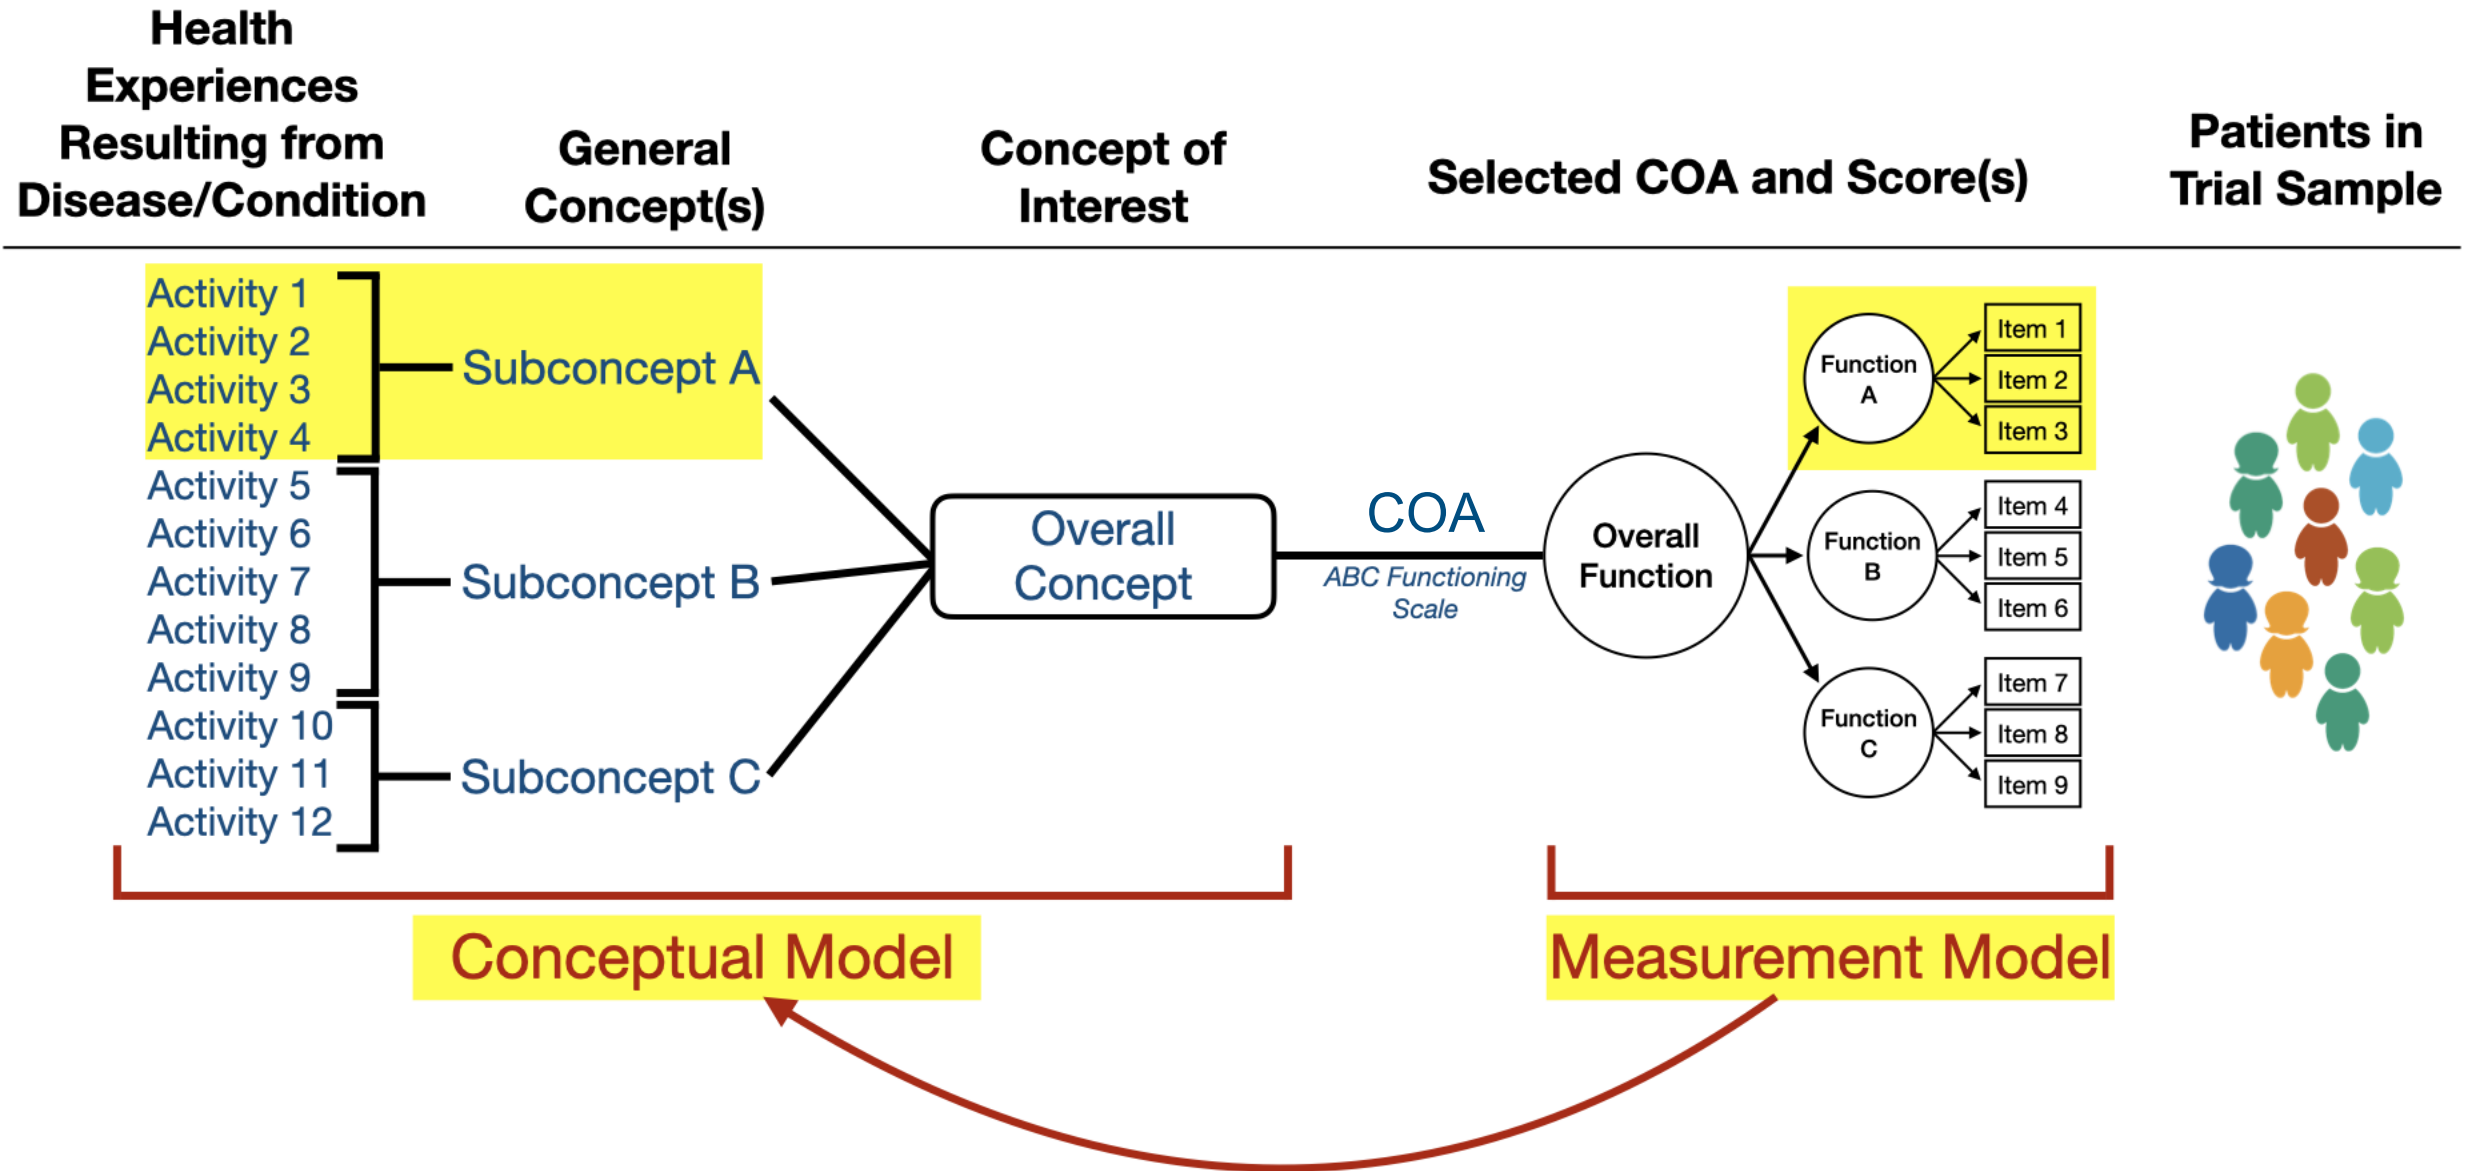 Health
Experiences
Resulting from
Disease/Condition
General
Concept(s)
Concept of
Interest
Selected COA and Score(s)
Patients in
Trial Sample
Activity 1
Activity 2
Activity 3
Activity 4
Activity 5
Activity 6
Activity 7
Activity 8
Activity 9
Activity 10
Activity 11
Activity 12
Subconcept A
Subconcept B
Subconcept C
Overall
Concept
COA
ABC Functioning
Scale
Overall
Function
Function
A
Item 1
Item 2
Item 3
Function
B
Item 4
Item 5
Item 6
Function
C
Item 7
Item 8
Item 9
Conceptual Model
Measurement Model